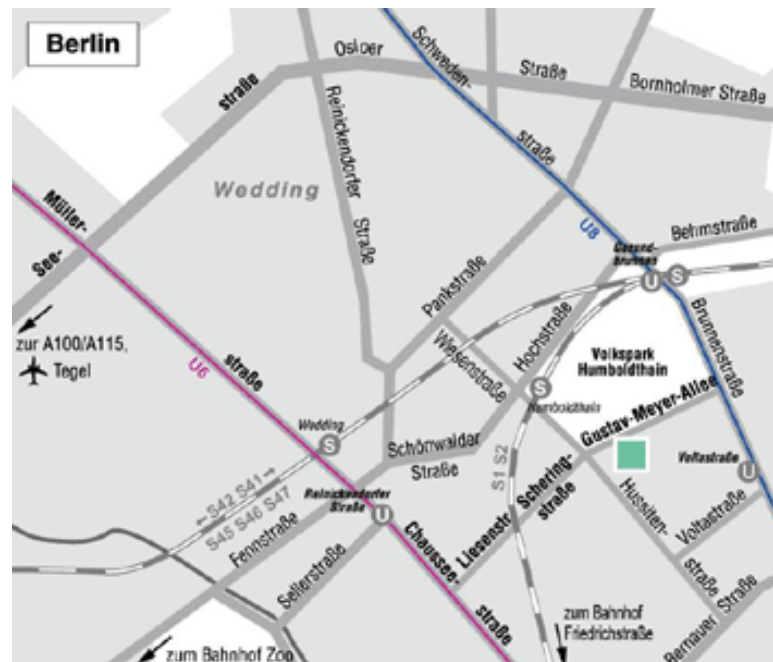 Berlin
Osloer
Straße
Schweden-
straße
Bornholmer Straße
straße
See-
Reinickendorfer
Straße
Wedding
Müller-
straße
U8
U6
Gesund-
brunnen
U
S
Behmstraße
Pankstraße
Wiesenstraße
Hochstraße
Brunnenstraße
zur A100/A115,
Tegel
Volkspark
Humboldthain
S
Humboldthain
Gustav-Meyer-Allee
Wedding
S
Schönwalder
Straße
S1 S2
Voltastraße
U
←S42 S41→
S45 S46 S47
Reinickendorfer
Straße
U
Fennstraße
Sellerstraße
Chaussee-
straße
Liesenstr.
Schering-
straße
Hussiten-
straße
Voltastraße
Bernauer Straße
zum Bahnhof
Friedrichstraße
zum Bahnhof Zoo